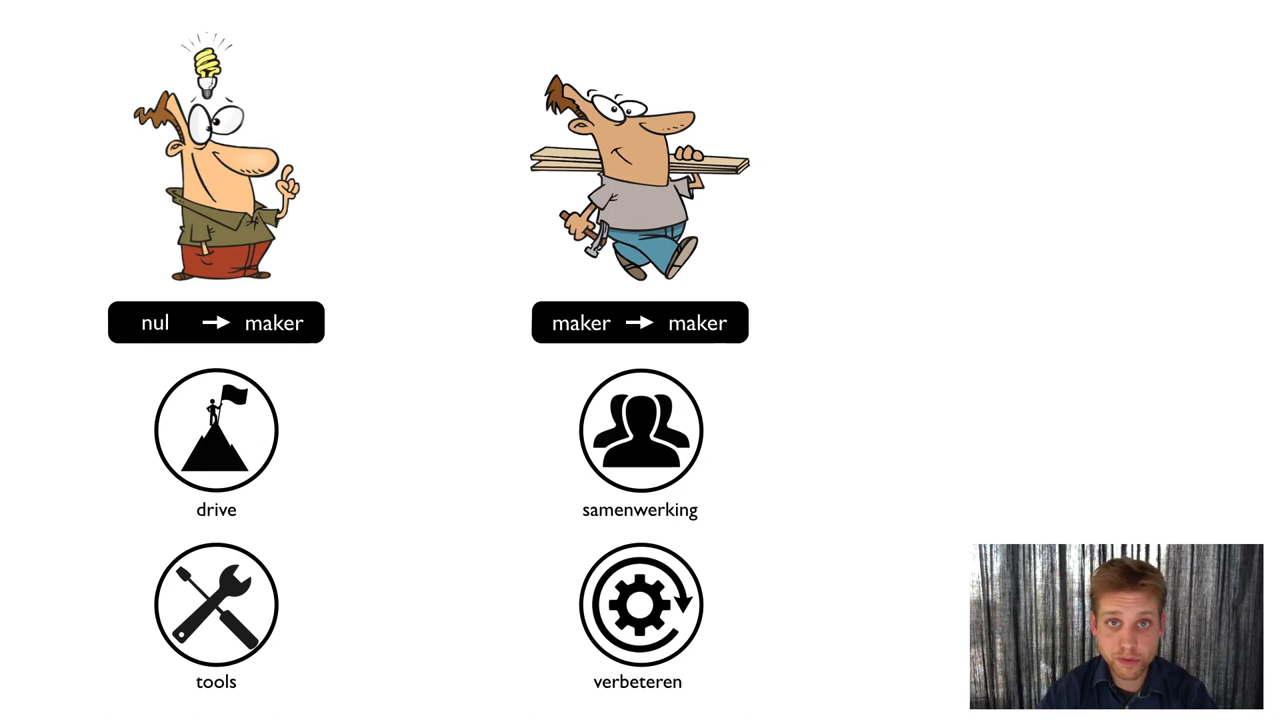 nul → maker
maker → maker
drive
samenwerking
tools
verbeteren